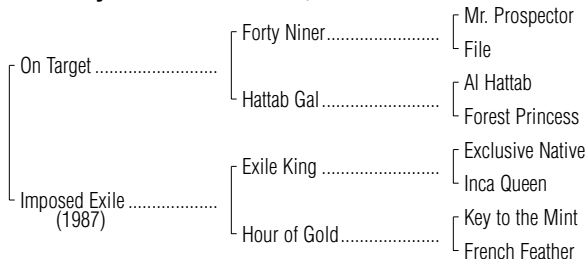 Mr. Prospector
Forty Niner
File
On Target
Al Hattab
Hattab Gal
Forest Princess
Exclusive Native
Exile King
Inca Queen
Imposed Exile
(1987)
Key to the Mint
Hour of Gold
French Feather